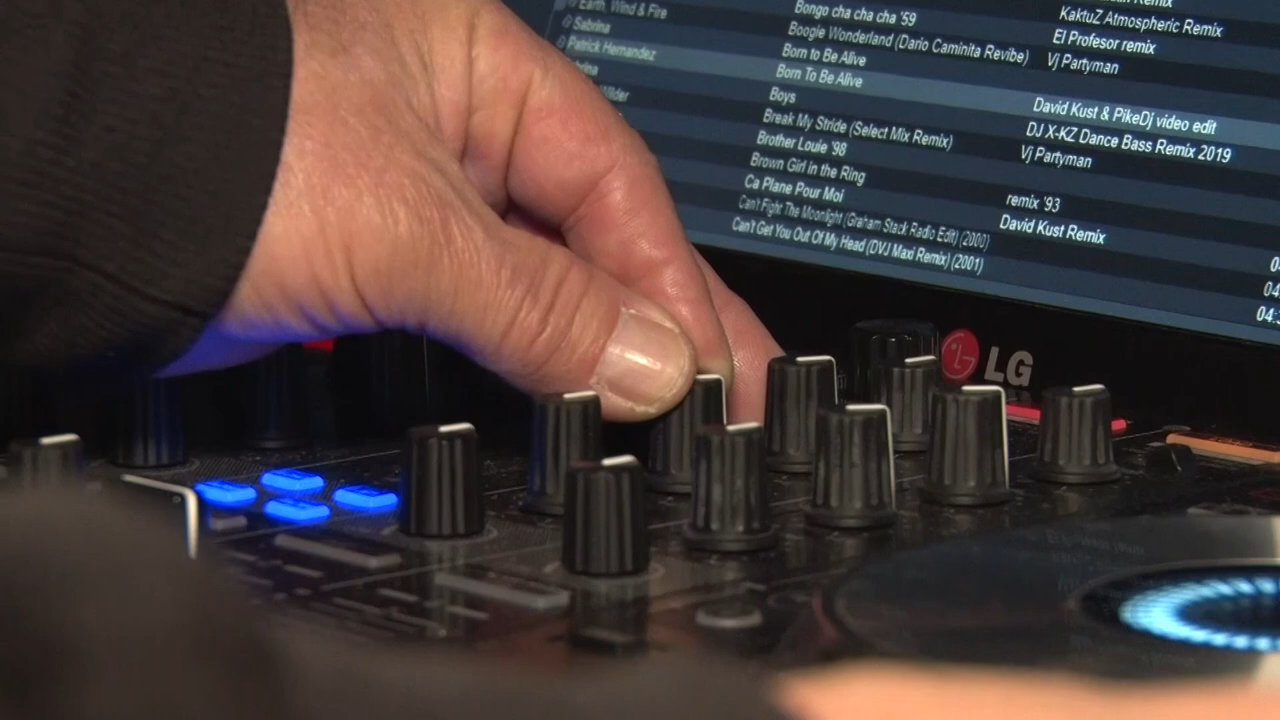 Remix
Earth, Wind & Fire Bongo cha cha cha '59 KaktuZ Atmospheric Remix
Sabrina Boogie Wonderland (Dario Caminita Revibe) El Profesor remix
Patrick Hernandez Born to be Alive Vj Partyman
Born To Be Alive
Boys David Kust & PikeDj video edit
Break My Stride (Select Mix Remix) DJ X-KZ Dance Bass Remix 2019
Brother Louie '98 Vj Partyman
Brown Girl in the Ring
Ca Plane Pour Moi remix '93
Can't Fight The Moonlight (Graham Stack Radio Edit) (2000) David Kust Remix
Can't Get You Out Of My Head (DVJ Maxi Remix) (2001)
04
04:
LG